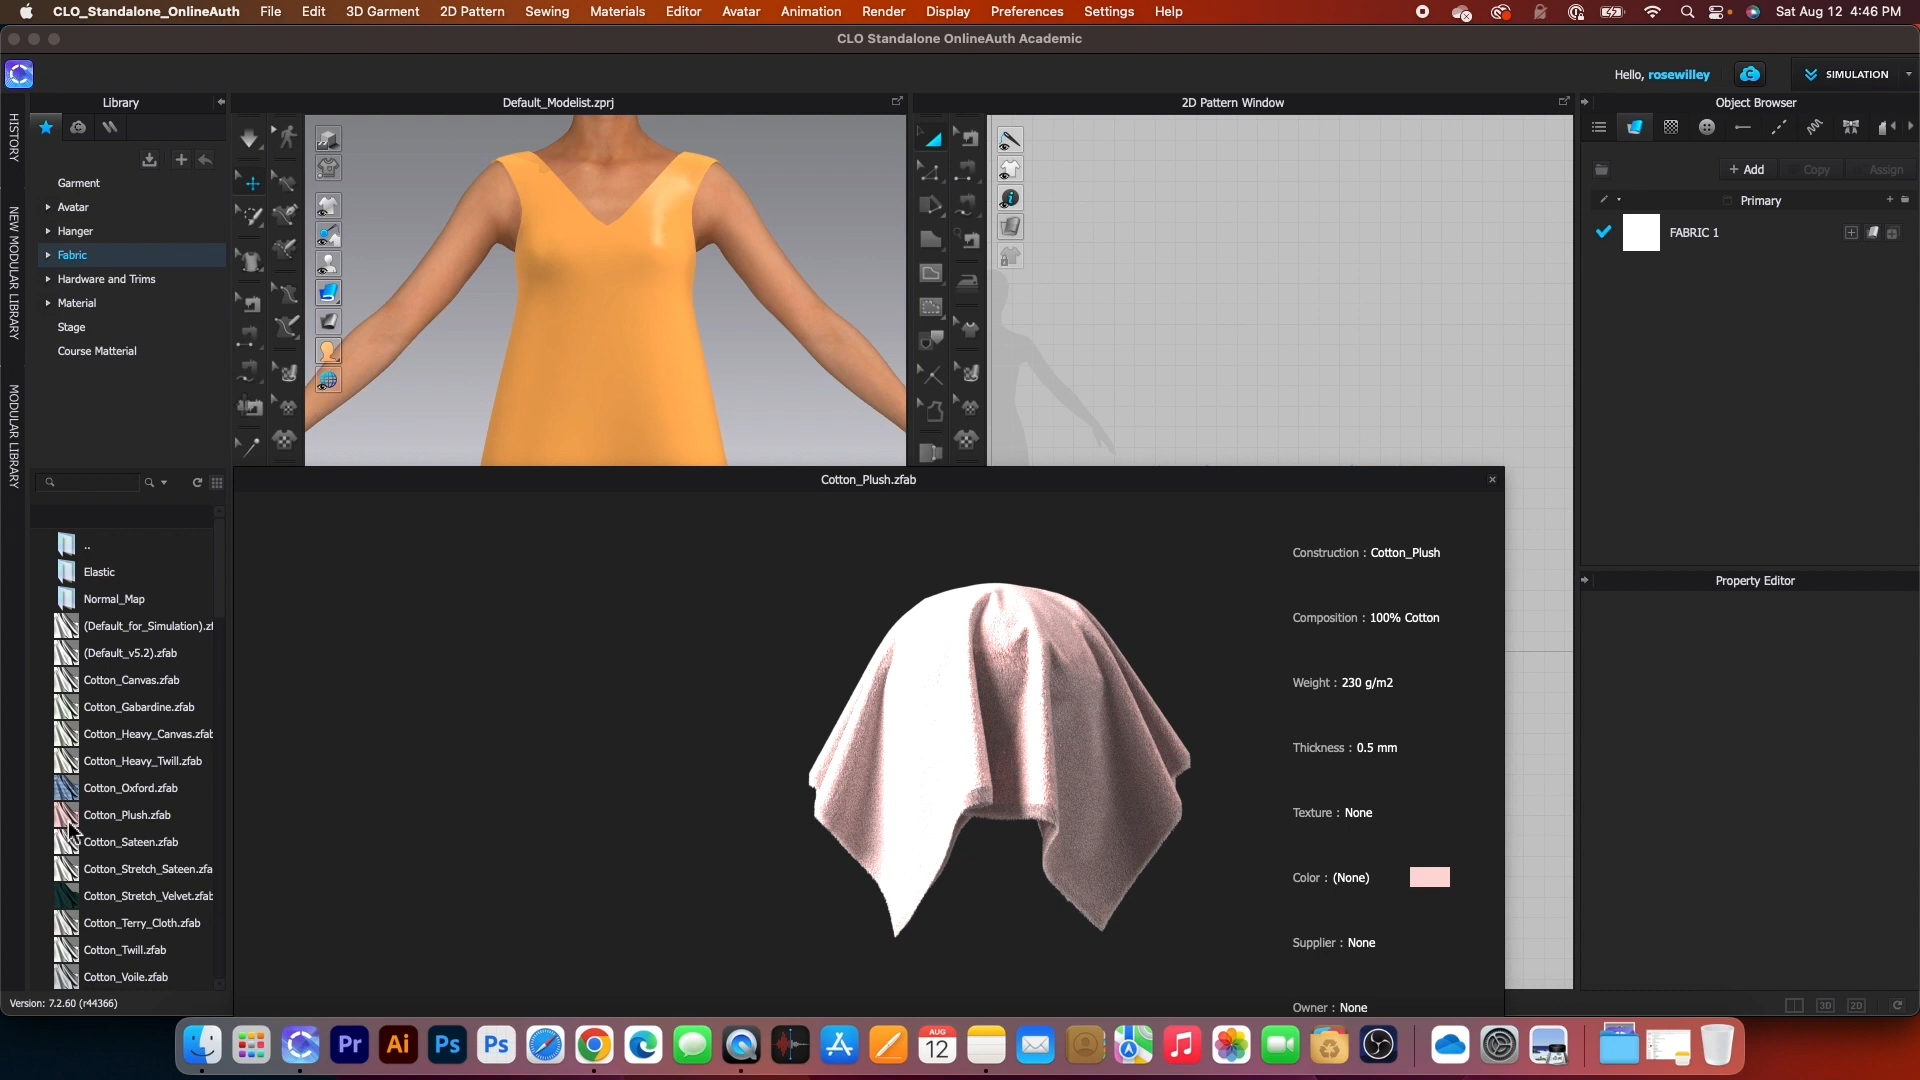 CLO_Standalone_OnlineAuth File Edit 3D Garment 2D Pattern Sewing Materials Editor Avatar Animation Render Display Preferences Settings Help Sat Aug 12 4:46 PM
CLO Standalone OnlineAuth Academic
Hello, rosewilley SIMULATION
Library Default_Modelist.zprj 2D Pattern Window Object Browser
HISTORY
NEW MODULAR LIBRARY
MODULAR LIBRARY
Garment
Avatar
Hanger
Fabric
Hardware and Trims
Material
Stage
Course Matterial
+ Add Copy Assign
Primary
FABRIC 1
Property Editor
..
Elastic
Normal_Map
(Default_for_Simulation).zf
(Default_v5.2).zfab
Cotton_Canvas.zfab
Cotton_Gabardine.zfab
Cotton_Heavy_Canvas.zfab
Cotton_Heavy_Twill.zfab
Cotton_Oxford.zfab
Cotton_Plush.zfab
Cotton_Sateen.zfab
Cotton_Stretch_Sateen.zfa
Cotton_Stretch_Velvet.zfab
Cotton_Terry_Cloth.zfab
Cotton_Twill.zfab
Cotton_Voile.zfab
Cotton_Plush.zfab
Construction : Cotton_Plush
Composition : 100% Cotton
Weight : 230 g/m2
Thickness : 0.5 mm
Texture : None
Color : (None)
Supplier : None
Owner : None
Version: 7.2.60 (r44366)
3D 2D
Pr Ai Ps Ps
AUG
12